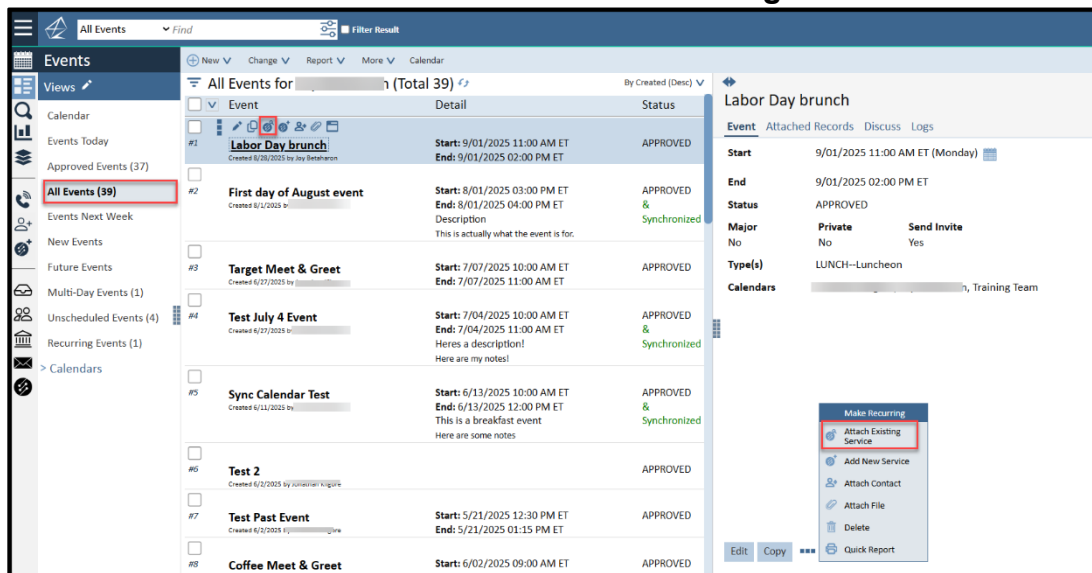 All Events
Find
Filter Result
Events
New
Change
Report
More
Calendar
Views
All Events for (Total 39)
By Created (Desc)
Event
Detail
Status
Calendar
Events Today
Approved Events (37)
All Events (39)
Events Next Week
New Events
Future Events
Multi-Day Events (1)
Unscheduled Events (4)
Recurring Events (1)
> Calendars
#1
Labor Day brunch
Created 8/28/2025 by Joy Betaharon
Start: 9/01/2025 11:00 AM ET
End: 9/01/2025 02:00 PM ET
APPROVED
#2
First day of August event
Created 8/1/2025
Start: 8/01/2025 03:00 PM ET
End: 8/01/2025 04:00 PM ET
Description
This is actually what the event is for.
APPROVED
&
Synchronized
#3
Target Meet & Greet
Created 6/27/2025 by
Start: 7/07/2025 10:00 AM ET
End: 7/07/2025 11:00 AM ET
APPROVED
#4
Test July 4 Event
Created 6/27/2025
Start: 7/04/2025 10:00 AM ET
End: 7/04/2025 11:00 AM ET
Heres a description!
Here are my notes!
APPROVED
&
Synchronized
#5
Sync Calendar Test
Created 6/11/2025 by
Start: 6/13/2025 10:00 AM ET
End: 6/13/2025 12:00 PM ET
This is a breakfast event
Here are some notes
APPROVED
&
Synchronized
#6
Test 2
Created 6/2/2025 by Jonathan Kilgore
APPROVED
#7
Test Past Event
Created 6/2/2025
Start: 5/21/2025 12:30 PM ET
End: 5/21/2025 01:15 PM ET
APPROVED
#8
Coffee Meet & Greet
Start: 6/02/2025 09:00 AM ET
APPROVED
Labor Day brunch
Event Attached Records Discuss Logs
Start 9/01/2025 11:00 AM ET (Monday)
End 9/01/2025 02:00 PM ET
Status APPROVED
Major Private Send Invite
No No Yes
Type(s) LUNCH--Luncheon
Calendars , Training Team
Make Recurring
Attach Existing
Service
Add New Service
Attach Contact
Attach File
Delete
Quick Report
Edit Copy